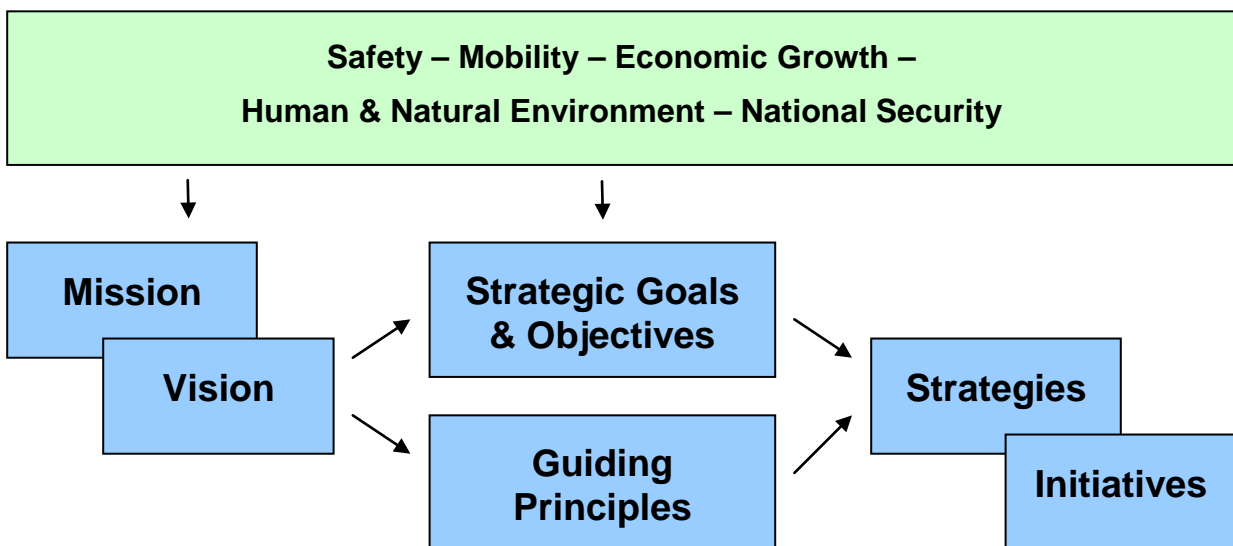 Safety – Mobility – Economic Growth –
Human & Natural Environment – National Security
Mission
Vision
Strategic Goals
& Objectives
Guiding
Principles
Strategies
Initiatives